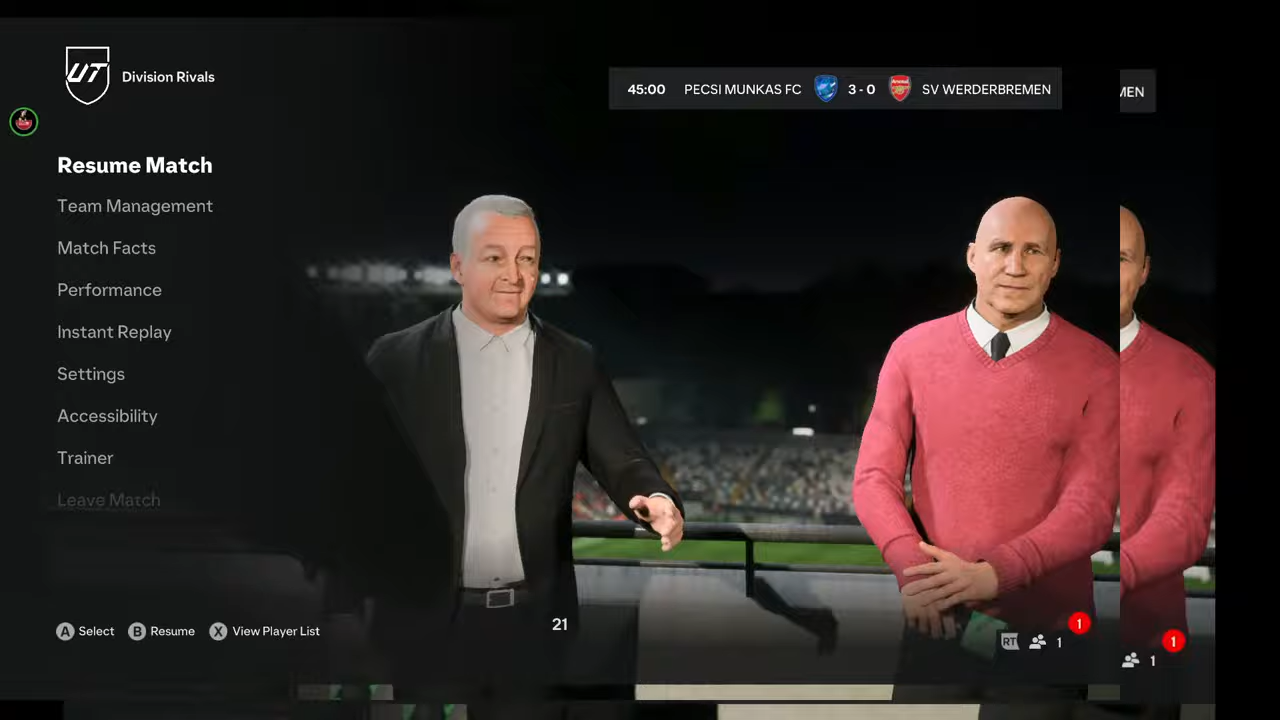 UT Division Rivals
45:00 PECSI MUNKAS FC 3 - 0 Arsenal SV WERDERBREMEN
MEN
Resume Match
Team Management
Match Facts
Performance
Instant Replay
Settings
Accessibility
Trainer
Leave Match
A Select B Resume X View Player List
21
RT 1 1
1 1